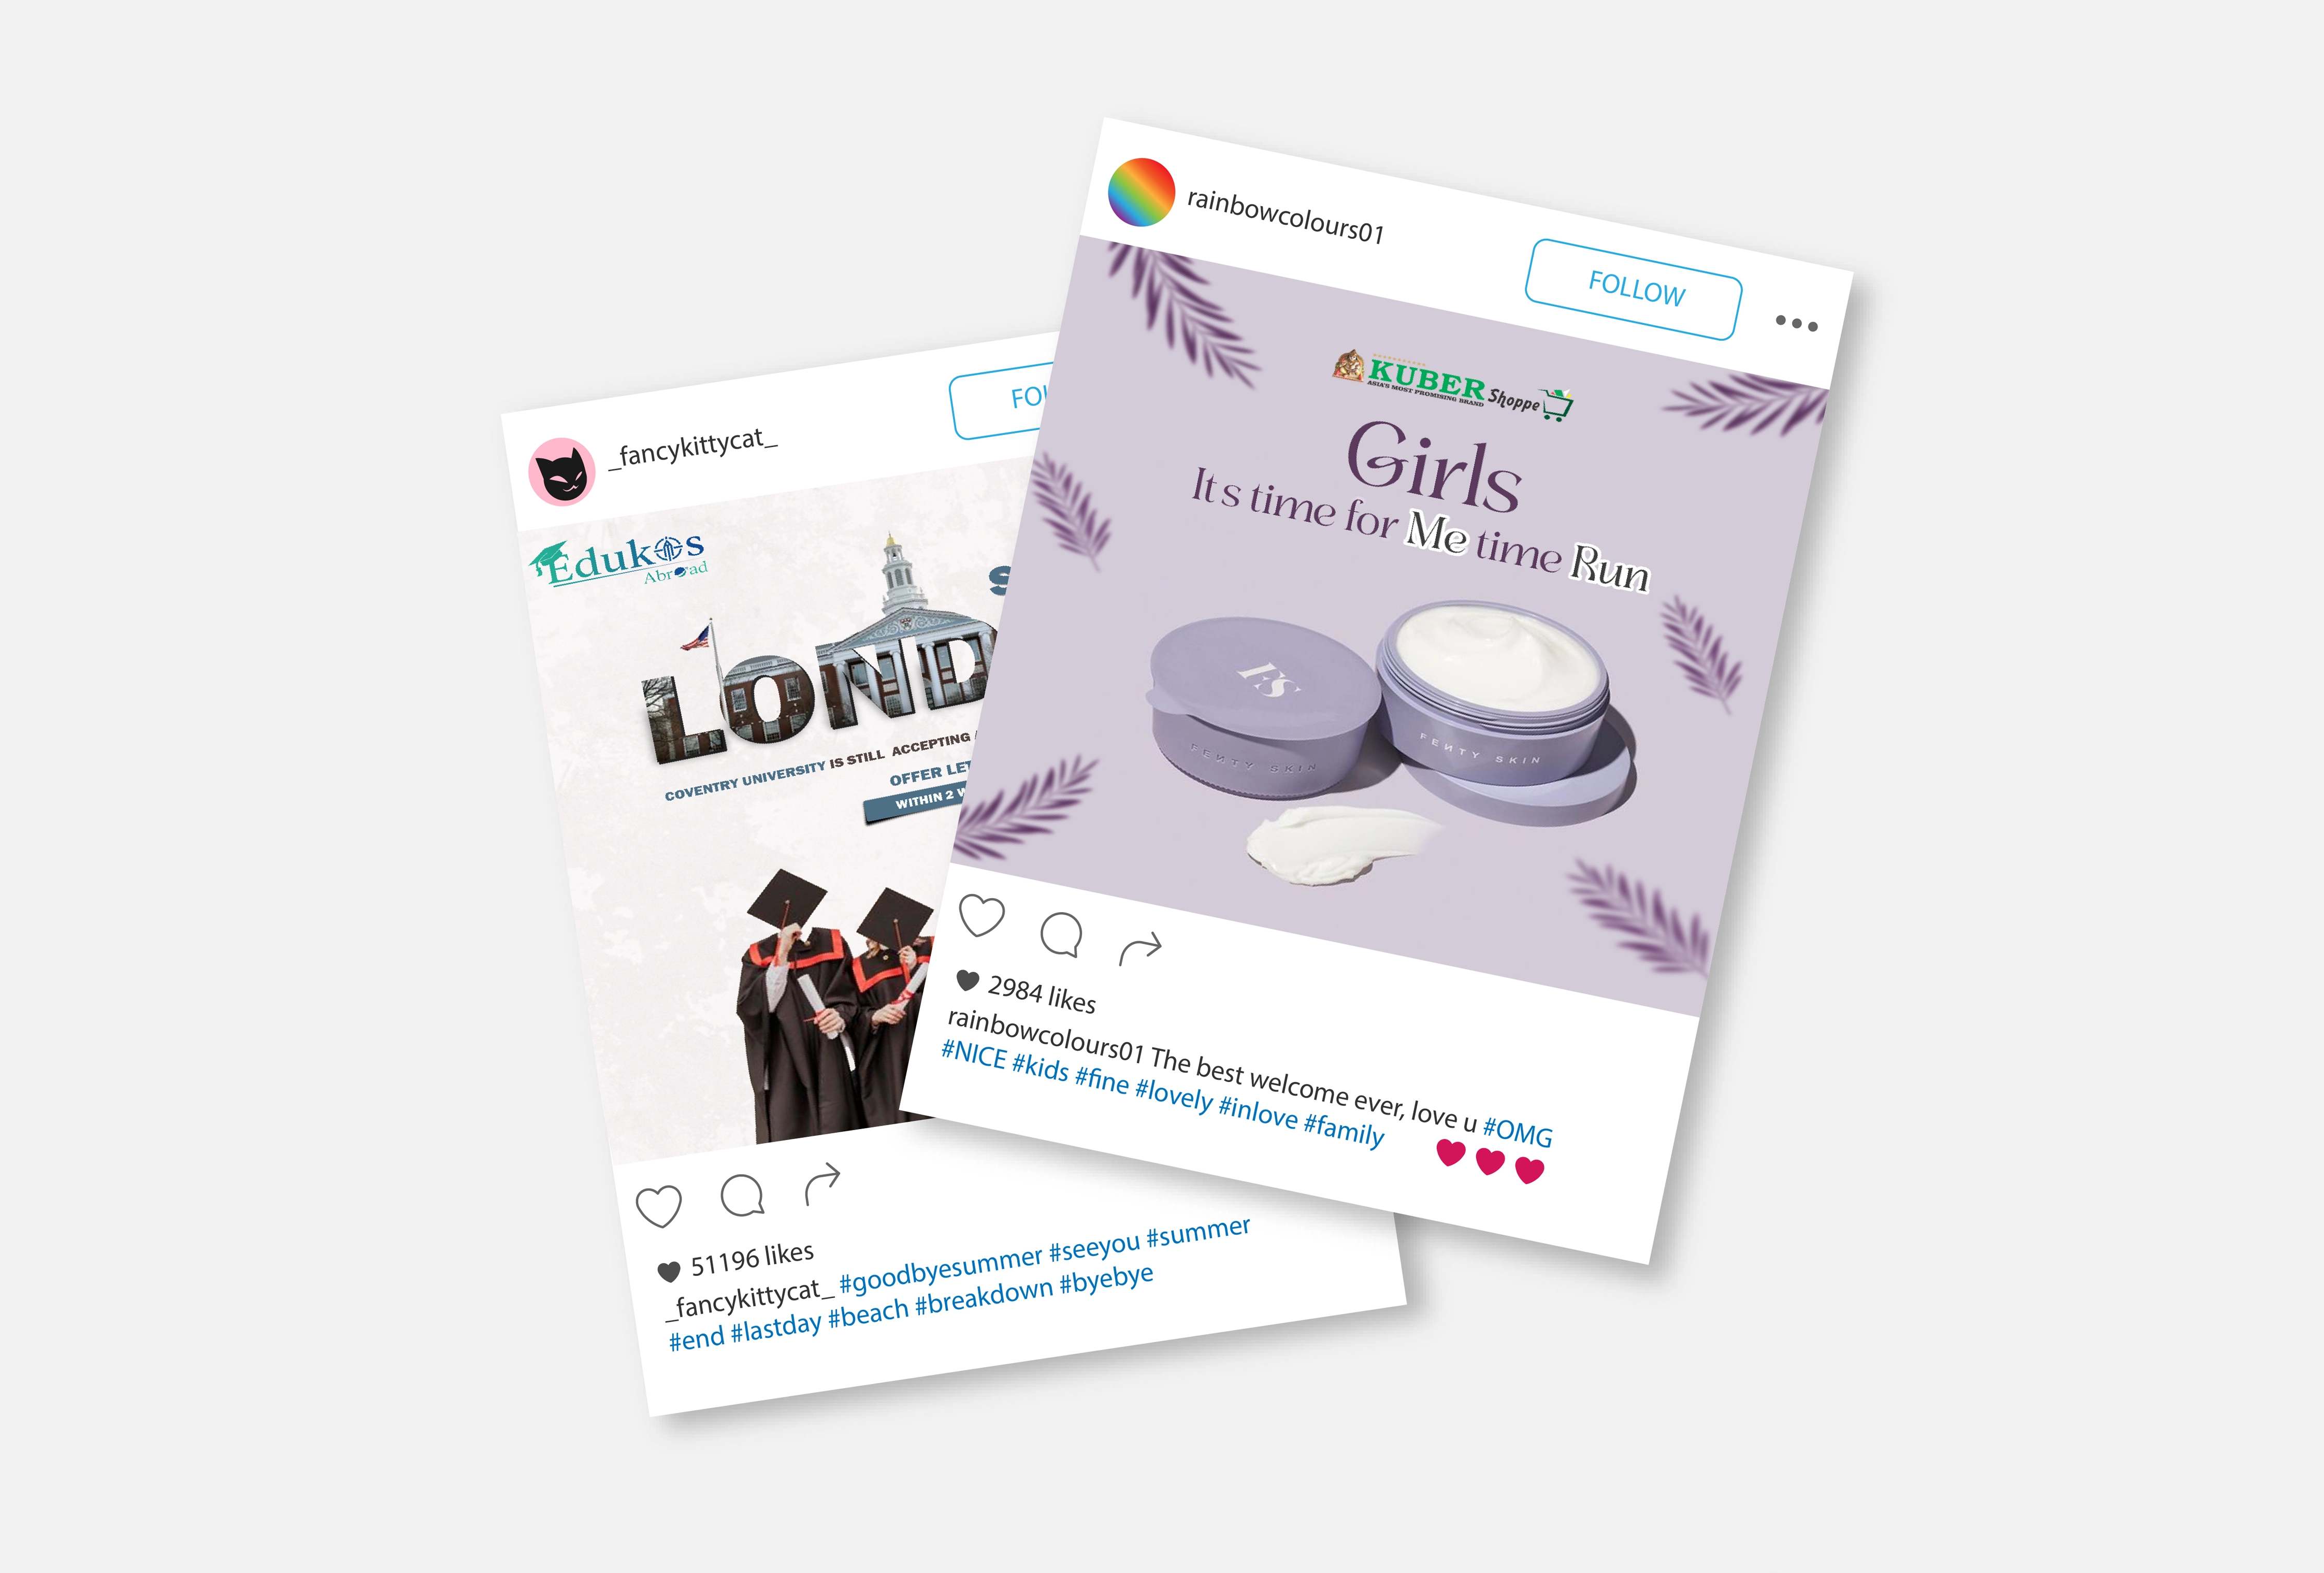 _fancykittycat_
Edukos
Abroad
LOND
COVENTRY UNIVERSITY IS STILL ACCEPTING
OFFER
WITHIN 2
51196 likes
_fancykittycat_ #goodbyesummer #seeyou #summer
#end #lastday #beach #breakdown #byebye
rainbowcolours01
FOLLOW
KUBER Shoppe
ASIA'S MOST PROMISING BRAND
Girls
Its time for Me time Run
FS
FENTY SKIN
FENTY SKIN
2984 likes
rainbowcolours01 The best welcome ever, love u #OMG
#NICE #kids #fine #lovely #inlove #family